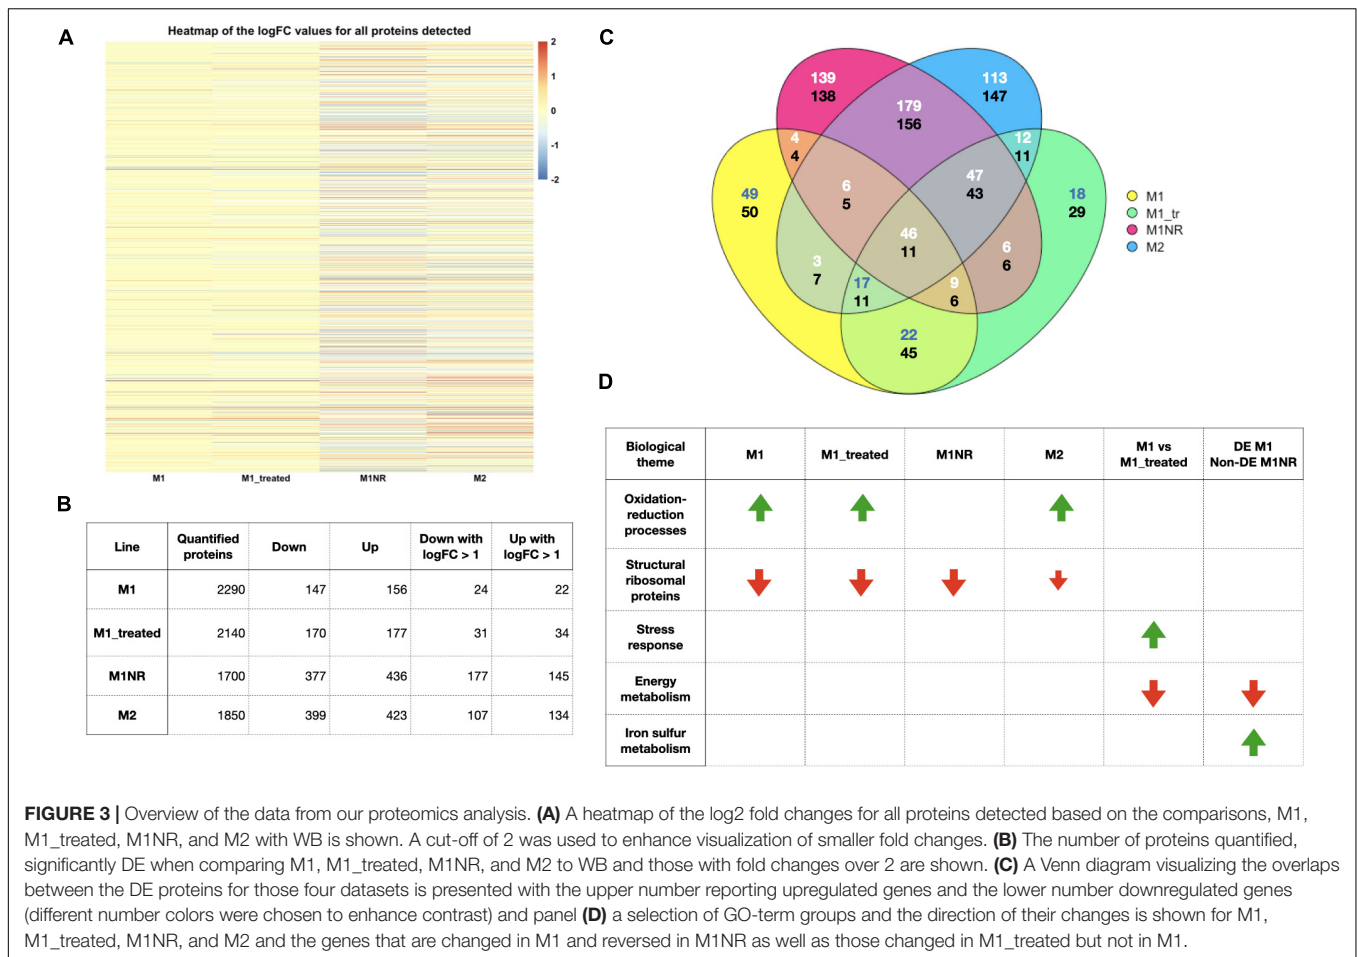 A
Heatmap of the logFC values for all proteins detected
2
1
0
-1
-2
M1
M1_treated
M1NR
M2
B
Line
Quantified proteins
Down
Up
Down with logFC > 1
Up with logFC > 1
M1 2290 147 156 24 22
M1_treated 2140 170 177 31 34
M1NR 1700 377 436 177 145
M2 1850 399 423 107 134
C
139
138
113
147
179
156
4
4
12
11
49
50
6
5
47
43
18
29
46
11
3
7
6
6
17
11
9
6
22
45
M1
M1_tr
M1NR
M2
D
Biological theme
M1
M1_treated
M1NR
M2
M1 vs M1_treated
DE M1 Non-DE M1NR
Oxidation-reduction processes
Structural ribosomal proteins
Stress response
Energy metabolism
Iron sulfur metabolism
FIGURE 3 | Overview of the data from our proteomics analysis. (A) A heatmap of the log2 fold changes for all proteins detected based on the comparisons, M1,
M1_treated, M1NR, and M2 with WB is shown. A cut-off of 2 was used to enhance visualization of smaller fold changes. (B) The number of proteins quantified,
significantly DE when comparing M1, M1_treated, M1NR, and M2 to WB and those with fold changes over 2 are shown. (C) A Venn diagram visualizing the overlaps
between the DE proteins for those four datasets is presented with the upper number reporting upregulated genes and the lower number downregulated genes
(different number colors were chosen to enhance contrast) and panel (D) a selection of GO-term groups and the direction of their changes is shown for M1,
M1_treated, M1NR, and M2 and the genes that are changed in M1 and reversed in M1NR as well as those changed in M1_treated but not in M1.